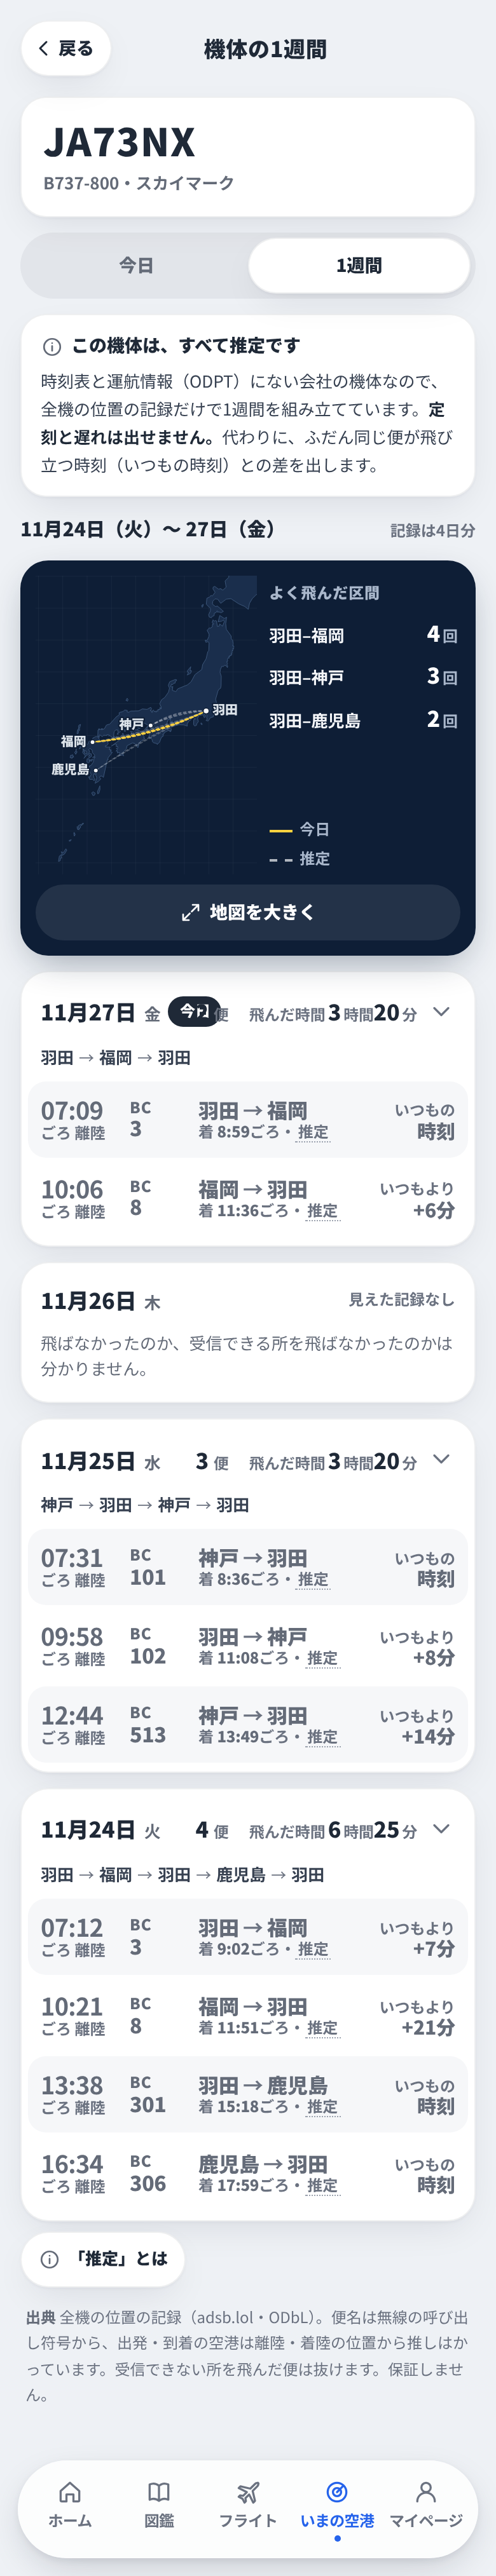 戻る
機体の1週間
JA73NX
B737-800・スカイマーク
今日
1週間
この機体は、すべて推定です
時刻表と運航情報（ODPT）にない会社の機体なので、
全機の位置の記録だけで1週間を組み立てています。定
刻と遅れは出せません。代わりに、ふだん同じ便が飛び
立つ時刻（いつもの時刻）との差を出します。
11月24日（火）〜 27日（金）
記録は4日分
よく飛んだ区間
羽田–福岡 4回
羽田–神戸 3回
羽田–鹿児島 2回
羽田
神戸
福岡
鹿児島
今日
推定
地図を大きく
11月27日 金 今日 便 飛んだ時間3時間20分
羽田 → 福岡 → 羽田
07:09 BC 羽田 → 福岡 いつもの
ごろ 離陸 3 着 8:59ごろ・推定 時刻
10:06 BC 福岡 → 羽田 いつもより
ごろ 離陸 8 着 11:36ごろ・推定 +6分
11月26日 木 見えた記録なし
飛ばなかったのか、受信できる所を飛ばなかったのかは
分かりません。
11月25日 水 3 便 飛んだ時間3時間20分
神戸 → 羽田 → 神戸 → 羽田
07:31 BC 神戸 → 羽田 いつもの
ごろ 離陸 101 着 8:36ごろ・推定 時刻
09:58 BC 羽田 → 神戸 いつもより
ごろ 離陸 102 着 11:08ごろ・推定 +8分
12:44 BC 神戸 → 羽田 いつもより
ごろ 離陸 513 着 13:49ごろ・推定 +14分
11月24日 火 4 便 飛んだ時間6時間25分
羽田 → 福岡 → 羽田 → 鹿児島 → 羽田
07:12 BC 羽田 → 福岡 いつもより
ごろ 離陸 3 着 9:02ごろ・推定 +7分
10:21 BC 福岡 → 羽田 いつもより
ごろ 離陸 8 着 11:51ごろ・推定 +21分
13:38 BC 羽田 → 鹿児島 いつもの
ごろ 離陸 301 着 15:18ごろ・推定 時刻
16:34 BC 鹿児島 → 羽田 いつもの
ごろ 離陸 306 着 17:59ごろ・推定 時刻
「推定」とは
出典 全機の位置の記録（adsb.lol・ODbL）。便名は無線の呼び出
し符号から、出発・到着の空港は離陸・着陸の位置から推しはか
っています。受信できない所を飛んだ便は抜けます。保証しませ
ん。
ホーム
図鑑
フライト
いまの空港
マイページ